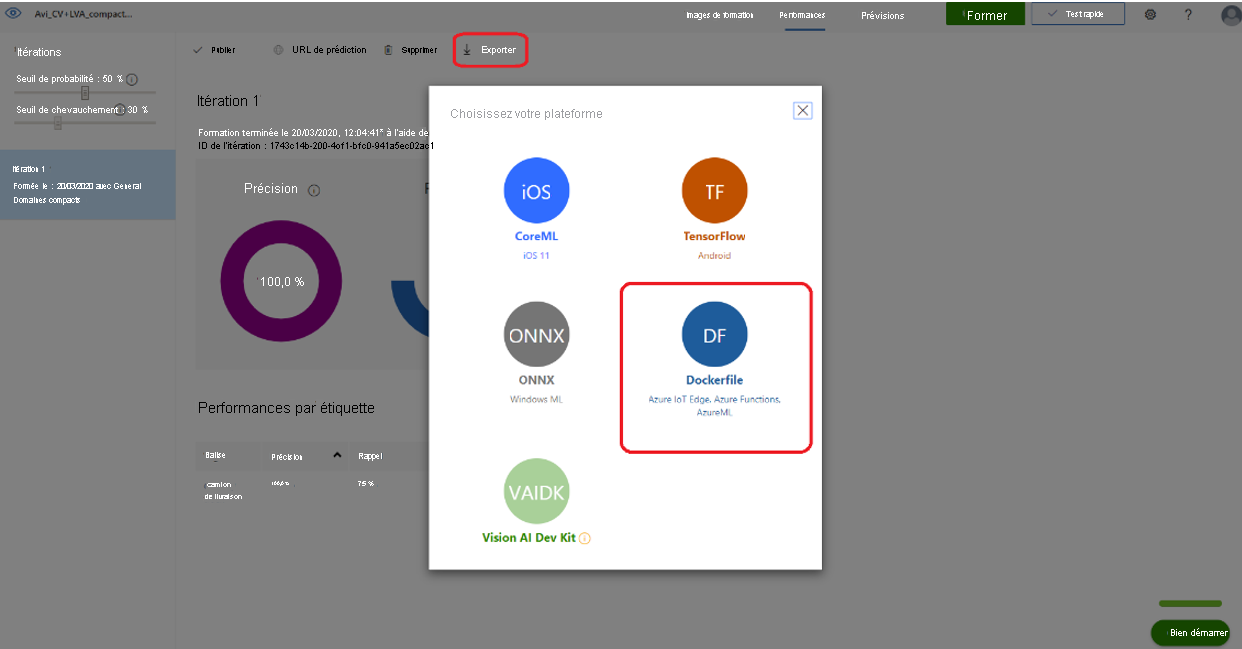 Avi_CV+LVA_compact...
Images de formation
Performances
Prévisions
Former
Test rapide
?
Itérations
Seuil de probabilité : 50 %
Seuil de chevauchement : 30 %
Itération 1
Formée le : 20/03/2020 avec General
Domaines compacts
Publier
URL de prédiction
Supprimer
Exporter
Itération 1
Formation terminée le 20/03/2020, 12:04:41" à l'aide de
ID de l'itération : 1743c14b-200-4of1-bfc0-941a5ec02ac1
Précision
100,0 %
Performances par étiquette
Balise
Précision
Rappel
camion
de livraison
100,0 %
75 %
Choisissez votre plateforme
iOS
CoreML
iOS 11
TF
TensorFlow
Android
ONNX
ONNX
Windows ML
DF
Dockerfile
Azure IoT Edge, Azure Functions,
AzureML
VAIDK
Vision AI Dev Kit
Bien démarrer